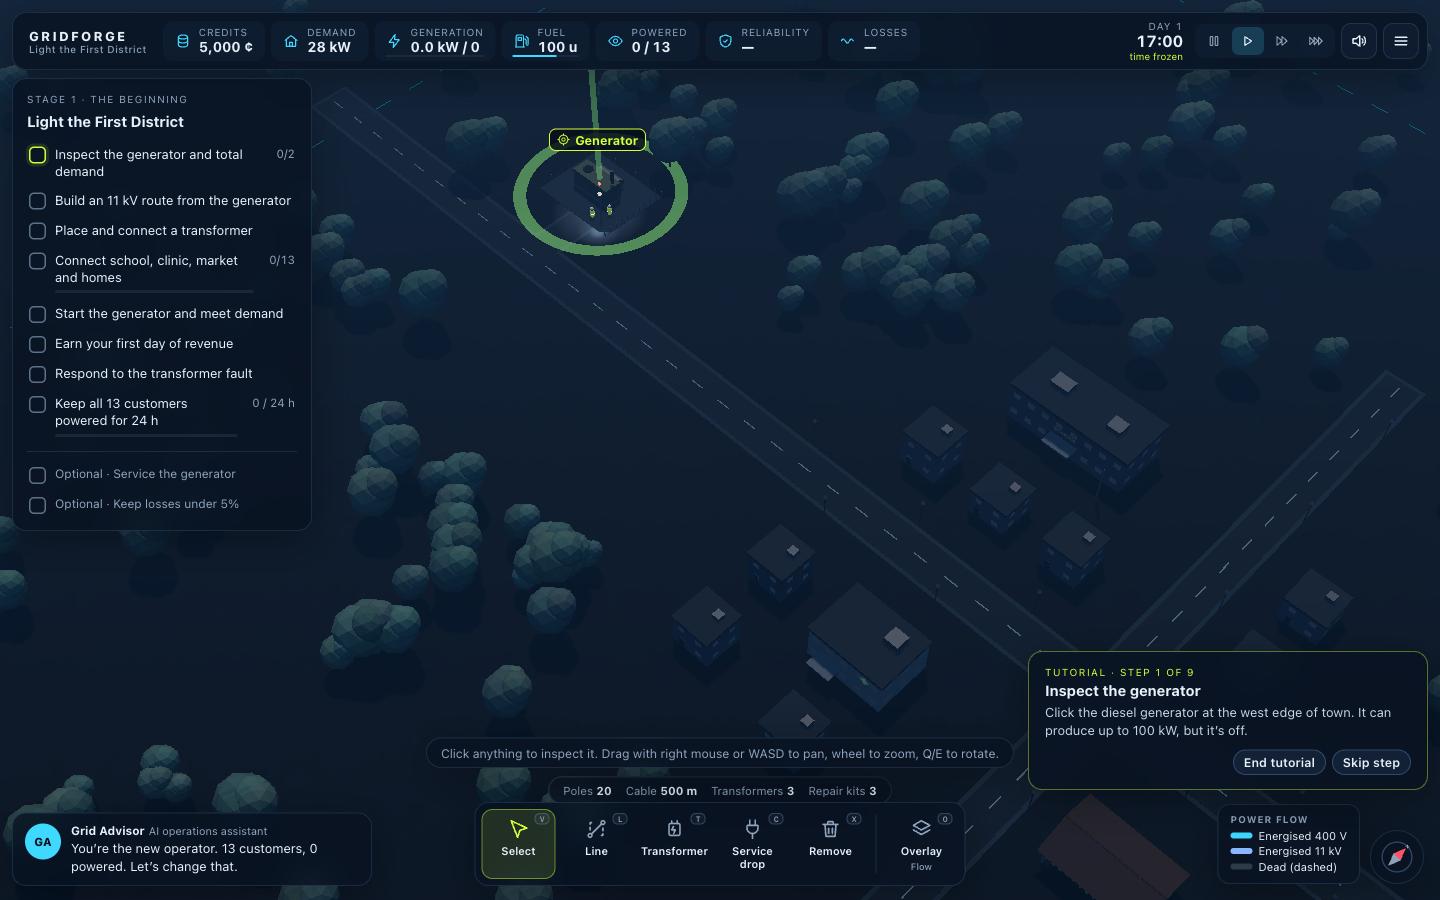 GRIDFORGE
Light the First District
CREDITS
5,000 ¢
DEMAND
28 kW
GENERATION
0.0 kW / 0
FUEL
100 u
POWERED
0 / 13
RELIABILITY
—
LOSSES
—
DAY 1
17:00
time frozen
STAGE 1 · THE BEGINNING
Light the First District
Inspect the generator and total 0/2
demand
Build an 11 kV route from the generator
Place and connect a transformer
Connect school, clinic, market 0/13
and homes
Start the generator and meet demand
Earn your first day of revenue
Respond to the transformer fault
Keep all 13 customers 0 / 24 h
powered for 24 h
Optional · Service the generator
Optional · Keep losses under 5%
Generator
TUTORIAL · STEP 1 OF 9
Inspect the generator
Click the diesel generator at the west edge of town. It can
produce up to 100 kW, but it's off.
End tutorial
Skip step
Click anything to inspect it. Drag with right mouse or WASD to pan, wheel to zoom, Q/E to rotate.
Poles 20 Cable 500 m Transformers 3 Repair kits 3
GA
Grid Advisor AI operations assistant
You're the new operator. 13 customers, 0
powered. Let's change that.
V
Select
L
Line
T
Transformer
C
Service
drop
X
Remove
O
Overlay
Flow
POWER FLOW
Energised 400 V
Energised 11 kV
Dead (dashed)